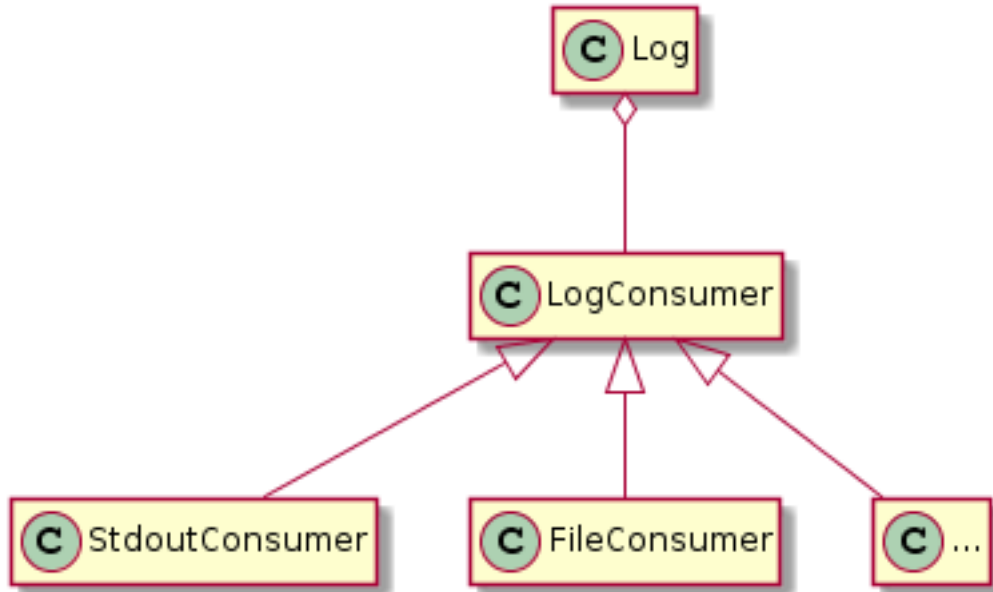 C Log
C LogConsumer
C StdoutConsumer
C FileConsumer
C ...